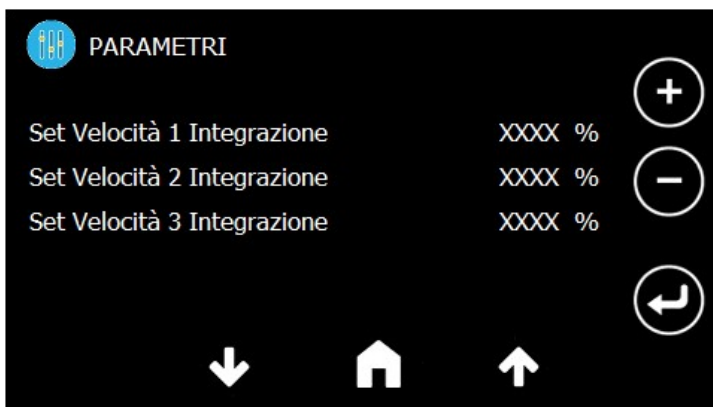 PARAMETRI
Set Velocità 1 Integrazione XXXX %
Set Velocità 2 Integrazione XXXX %
Set Velocità 3 Integrazione XXXX %